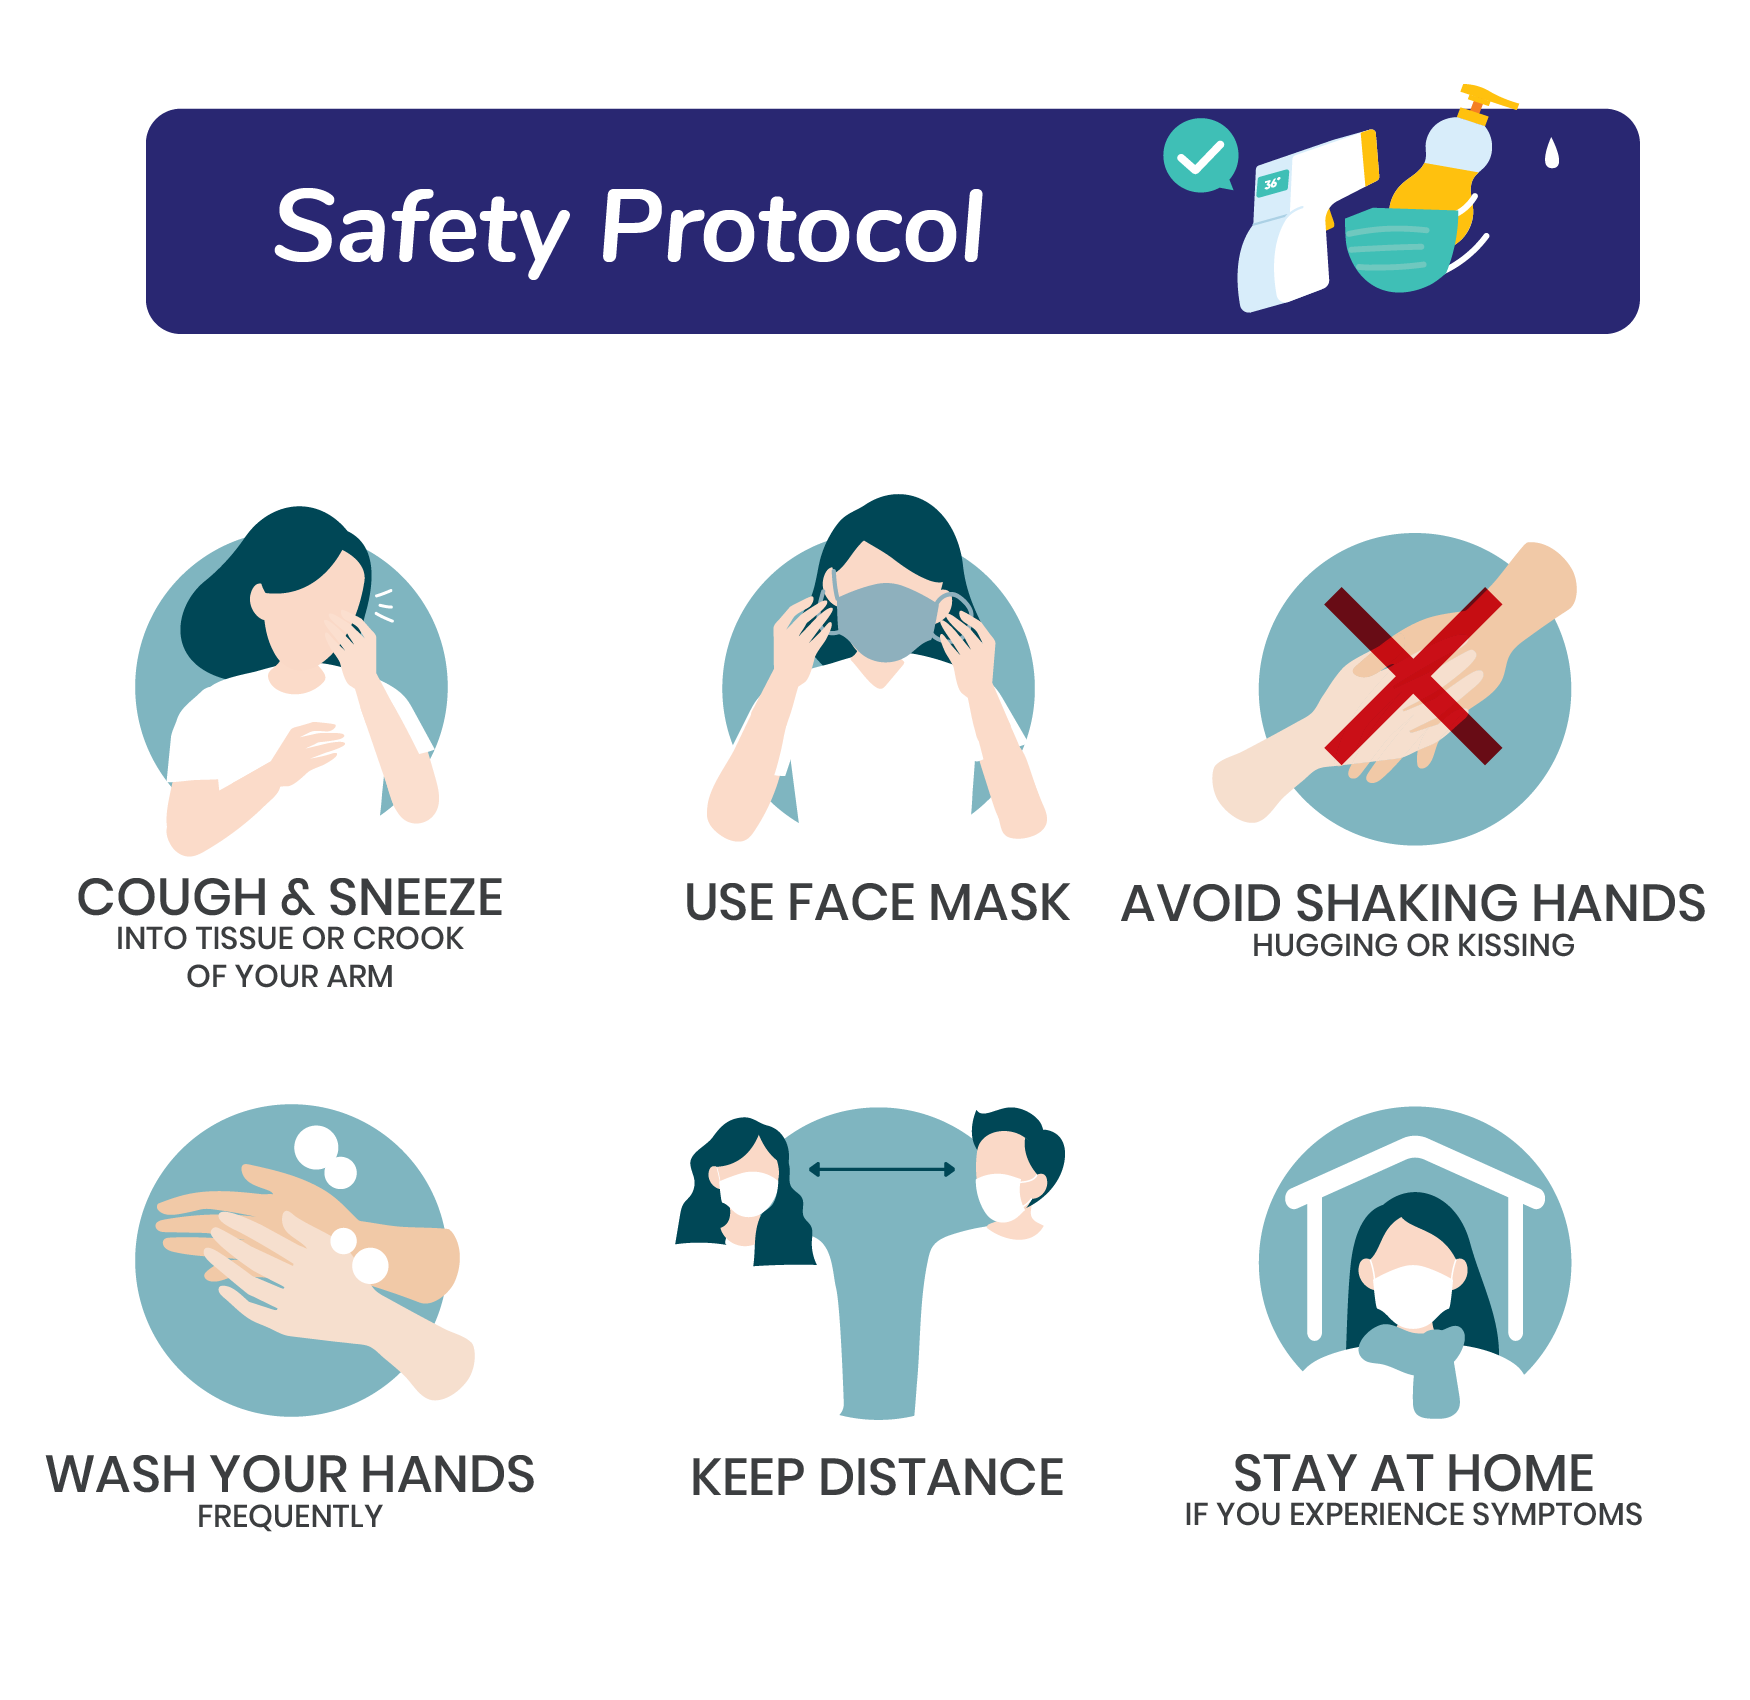 Safety Protocol
36°
COUGH & SNEEZE
INTO TISSUE OR CROOK
OF YOUR ARM
USE FACE MASK
AVOID SHAKING HANDS
HUGGING OR KISSING
WASH YOUR HANDS
FREQUENTLY
KEEP DISTANCE
STAY AT HOME
IF YOU EXPERIENCE SYMPTOMS